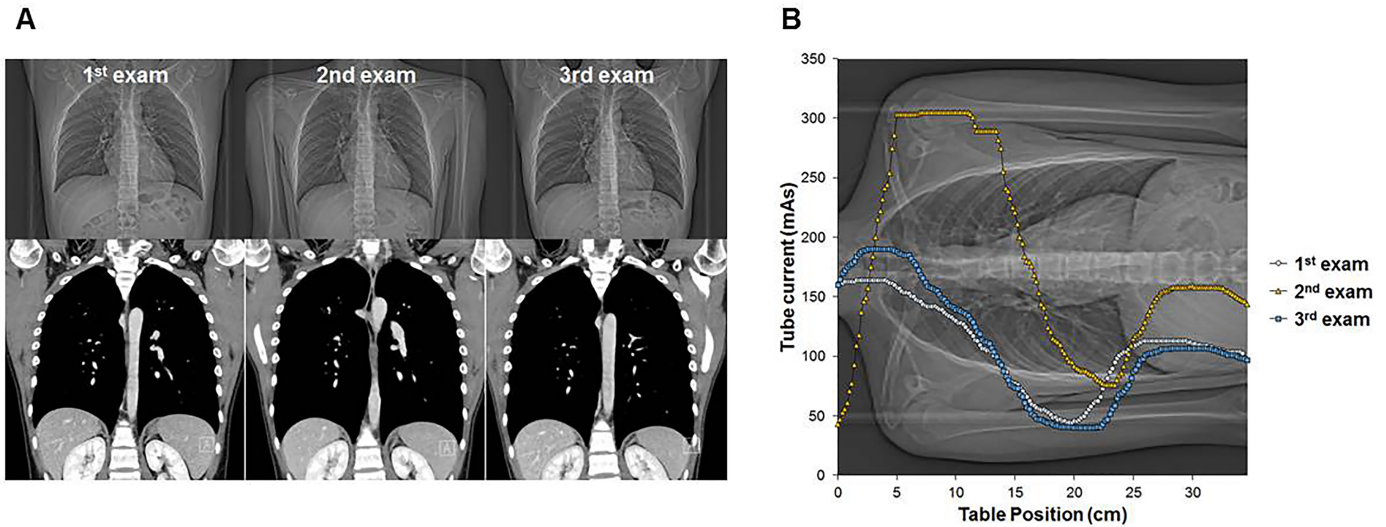 A
B
1st exam
2nd exam
3rd exam
A
A
350
300
250
200
150
100
50
0
Tube current (mAs)
0 5 10 15 20 25 30
Table Position (cm)
1st exam
2nd exam
3rd exam